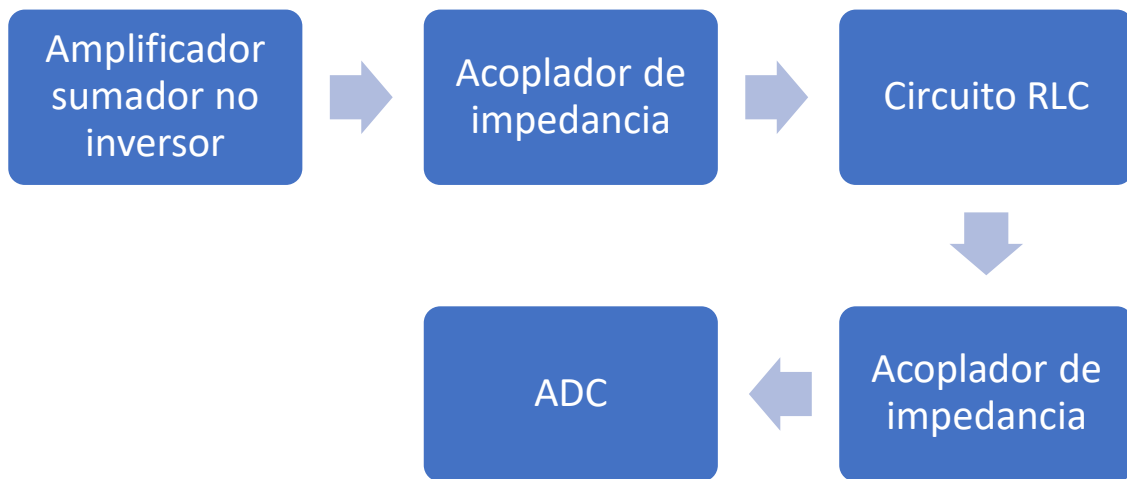 Amplificador
sumador no
inversor
Acoplador de
impedancia
Circuito RLC
Acoplador de
impedancia
ADC